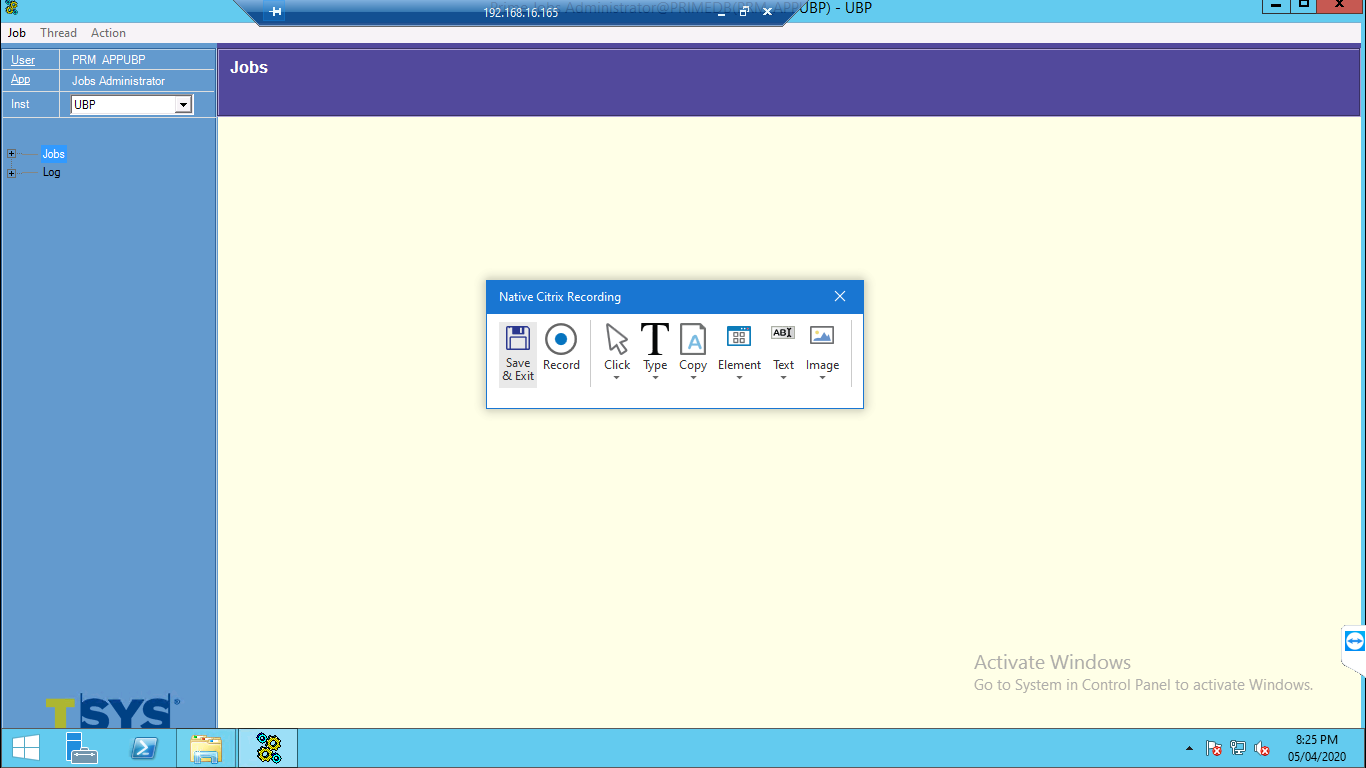 192.168.16.165
Administrator@PRIMEDB
UBP) - UBP
Job Thread Action
User PRM APPUBP
App Jobs Administrator
Inst UBP
Jobs
Jobs
Log
Native Citrix Recording
Save & Exit
Record
Click
Type
Copy
Element
ABI
Text
Image
Activate Windows
Go to System in Control Panel to activate Windows.
TSYS®
8:25 PM
05/04/2020